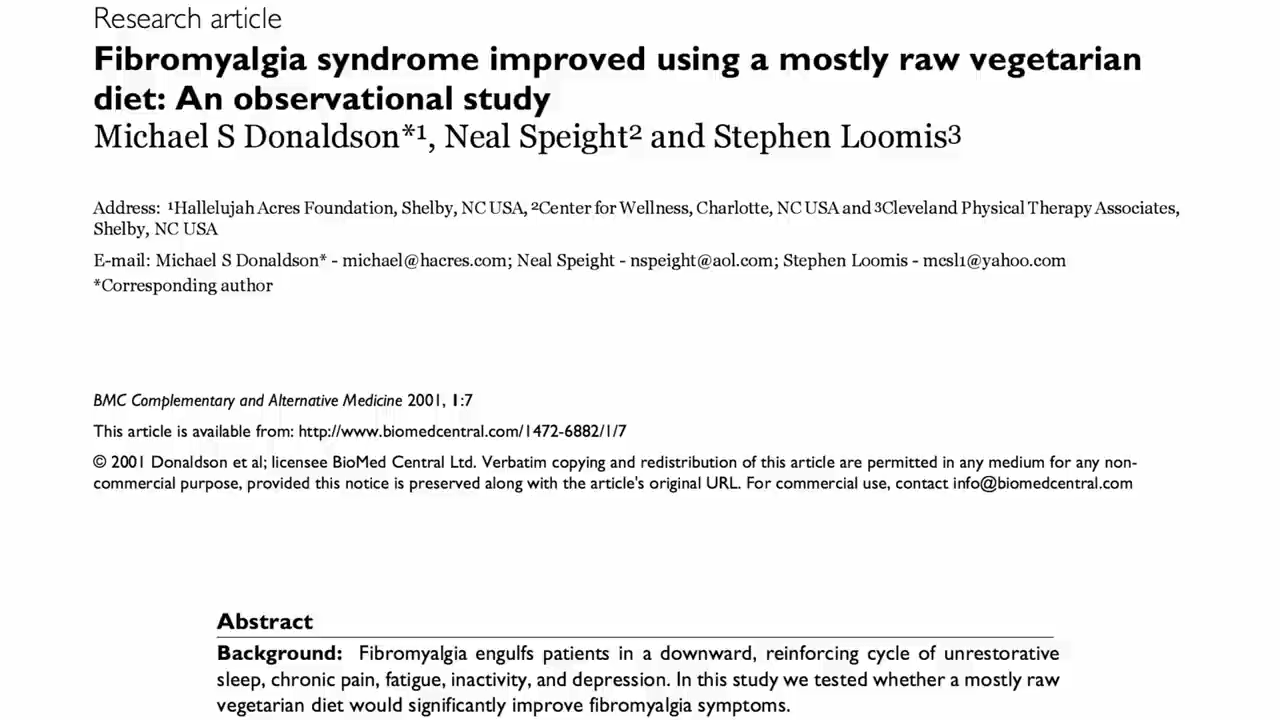 Research article
Fibromyalgia syndrome improved using a mostly raw vegetarian
diet: An observational study
Michael S Donaldson*¹, Neal Speight² and Stephen Loomis³
Address: ¹Hallelujah Acres Foundation, Shelby, NC USA, ²Center for Wellness, Charlotte, NC USA and ³Cleveland Physical Therapy Associates,
Shelby, NC USA
E-mail: Michael S Donaldson* - michael@hacres.com; Neal Speight - nspeight@aol.com; Stephen Loomis - mcsl1@yahoo.com
*Corresponding author
BMC Complementary and Alternative Medicine 2001, 1:7
This article is available from: http://www.biomedcentral.com/1472-6882/1/7
© 2001 Donaldson et al; licensee BioMed Central Ltd. Verbatim copying and redistribution of this article are permitted in any medium for any non-
commercial purpose, provided this notice is preserved along with the article's original URL. For commercial use, contact info@biomedcentral.com
Abstract
Background: Fibromyalgia engulfs patients in a downward, reinforcing cycle of unrestorative
sleep, chronic pain, fatigue, inactivity, and depression. In this study we tested whether a mostly raw
vegetarian diet would significantly improve fibromyalgia symptoms.